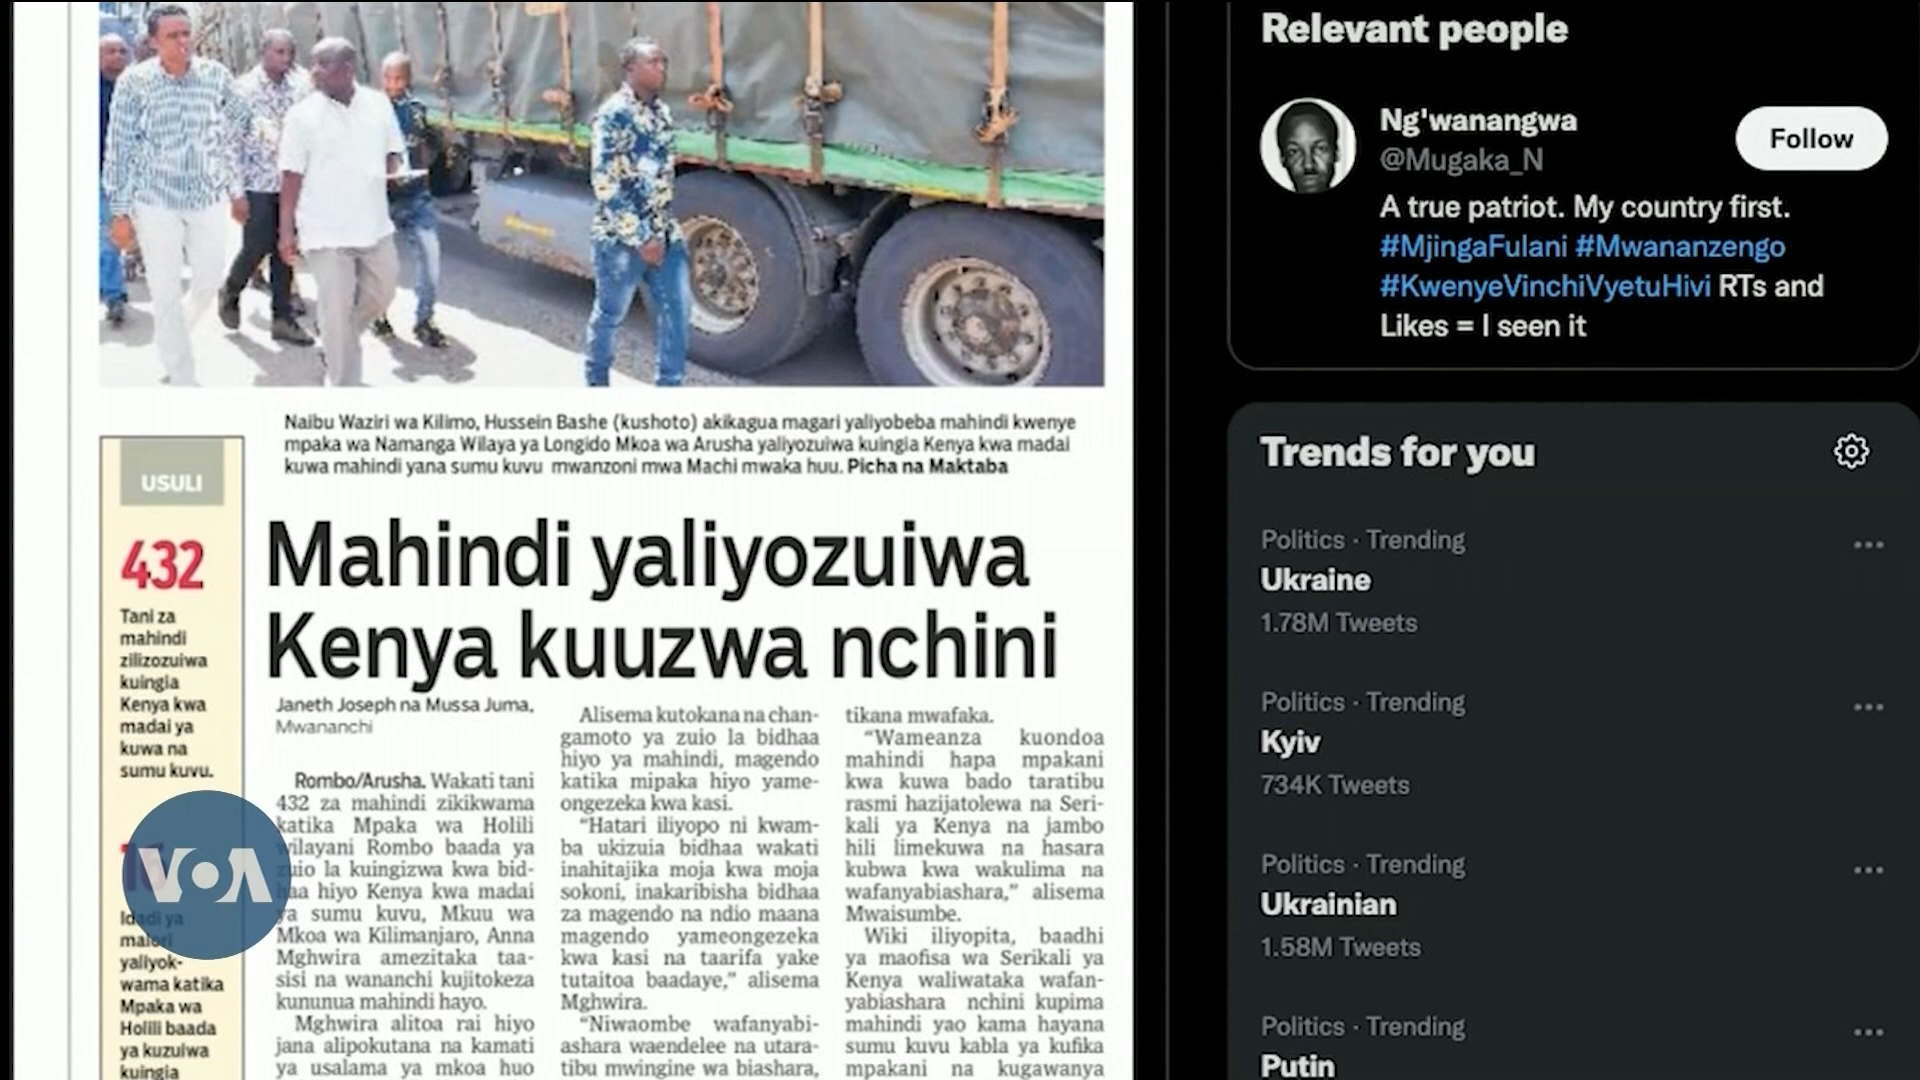 Naibu Waziri wa Kilimo, Hussein Bashe (kushoto) akikagua magari yaliyobeba mahindi kwenye
mpaka wa Namanga Wilaya ya Longido Mkoa wa Arusha yaliyozuiwa kuingia Kenya kwa madai
kuwa mahindi yana sumu kuvu mwanzoni mwa Machi mwaka huu. Picha na Maktaba
USULI
432
Tani za
mahindi
zilizozuiwa
kuingia
Kenya kwa
madai ya
kuwa na
sumu kuvu.
VOA
Idadi ya
malori
yaliyok-
wama katika
Mpaka wa
Holili baada
ya kuzuiwa
kuingia
Mahindi yaliyozuiwa
Kenya kuuzwa nchini
Janeth Joseph na Mussa Juma,
Mwananchi
Rombo/Arusha. Wakati tani
432 za mahindi zikikwama
katika Mpaka wa Holili
wilayani Rombo baada ya
zuio la kuingizwa kwa bid-
haa hiyo Kenya kwa madai
ya sumu kuvu, Mkuu wa
Mkoa wa Kilimanjaro, Anna
Mghwira amezitaka taa-
sisi na wananchi kujitokeza
kununua mahindi hayo.
Mghwira alitoa rai hiyo
jana alipokutana na kamati
ya usalama ya mkoa huo
Alisema kutokana na chan-
gamoto ya zuio la bidhaa
hiyo ya mahindi, magendo
katika mipaka hiyo yame-
ongezeka kwa kasi.
“Hatari iliyopo ni kwam-
ba ukizuia bidhaa wakati
inahitajika moja kwa moja
sokoni, inakaribisha bidhaa
za magendo na ndio maana
magendo yameongezeka
kwa kasi na taarifa yake
tutaitoa baadaye,” alisema
Mghwira.
“Niwaombe wafanyabi-
ashara waendelee na utara-
tibu mwingine wa biashara,
tikana mwafaka.
“Wameanza kuondoa
mahindi hapa mpakani
kwa kuwa bado taratibu
rasmi hazijatolewa na Seri-
kali ya Kenya na jambo
hili limekuwa na hasara
kubwa kwa wakulima na
wafanyabiashara,” alisema
Mwaisumbe.
Wiki iliyopita, baadhi
ya maofisa wa Serikali ya
Kenya waliwataka wafan-
yabiashara nchini kupima
mahindi yao kama hayana
sumu kuvu kabla ya kufika
mpakani na kugawanya
Relevant people
Ng'wanangwa
@Mugaka_N
Follow
A true patriot. My country first.
#MjingaFulani #Mwananzengo
#KwenyeVinchiVyetuHivi RTs and
Likes = I seen it
Trends for you
Politics · Trending
Ukraine
1.78M Tweets
Politics · Trending
Kyiv
734K Tweets
Politics · Trending
Ukrainian
1.58M Tweets
Politics · Trending
Putin